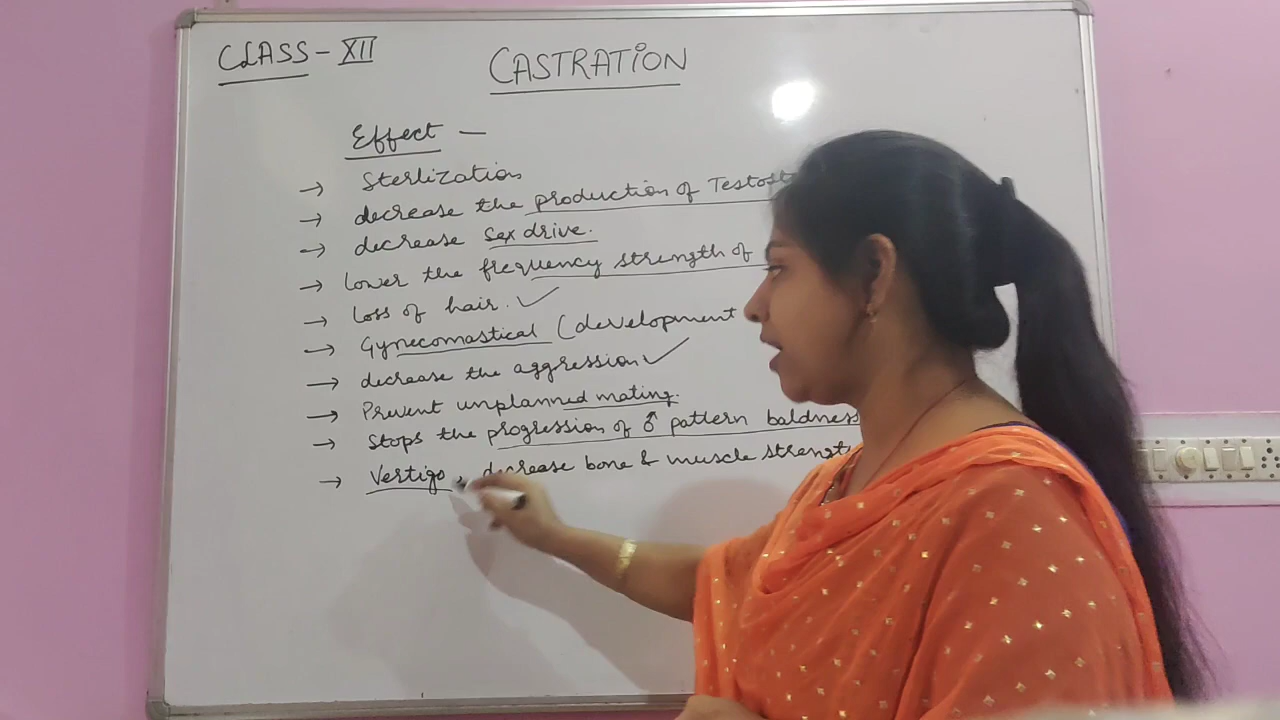 CLASS - XII
CASTRATION
Effect —
→ Sterlization
→ decrease the production of Testost
→ decrease sex drive.
→ lower the frequency strength of
→ Loss of hair. ✓
→ Gynecomastical (development
→ decrease the aggression ✓
→ Prevent unplanned mating.
→ Stops the progression of ♂ pattern baldness
→ Vertigo, decrease bone & muscle strengt